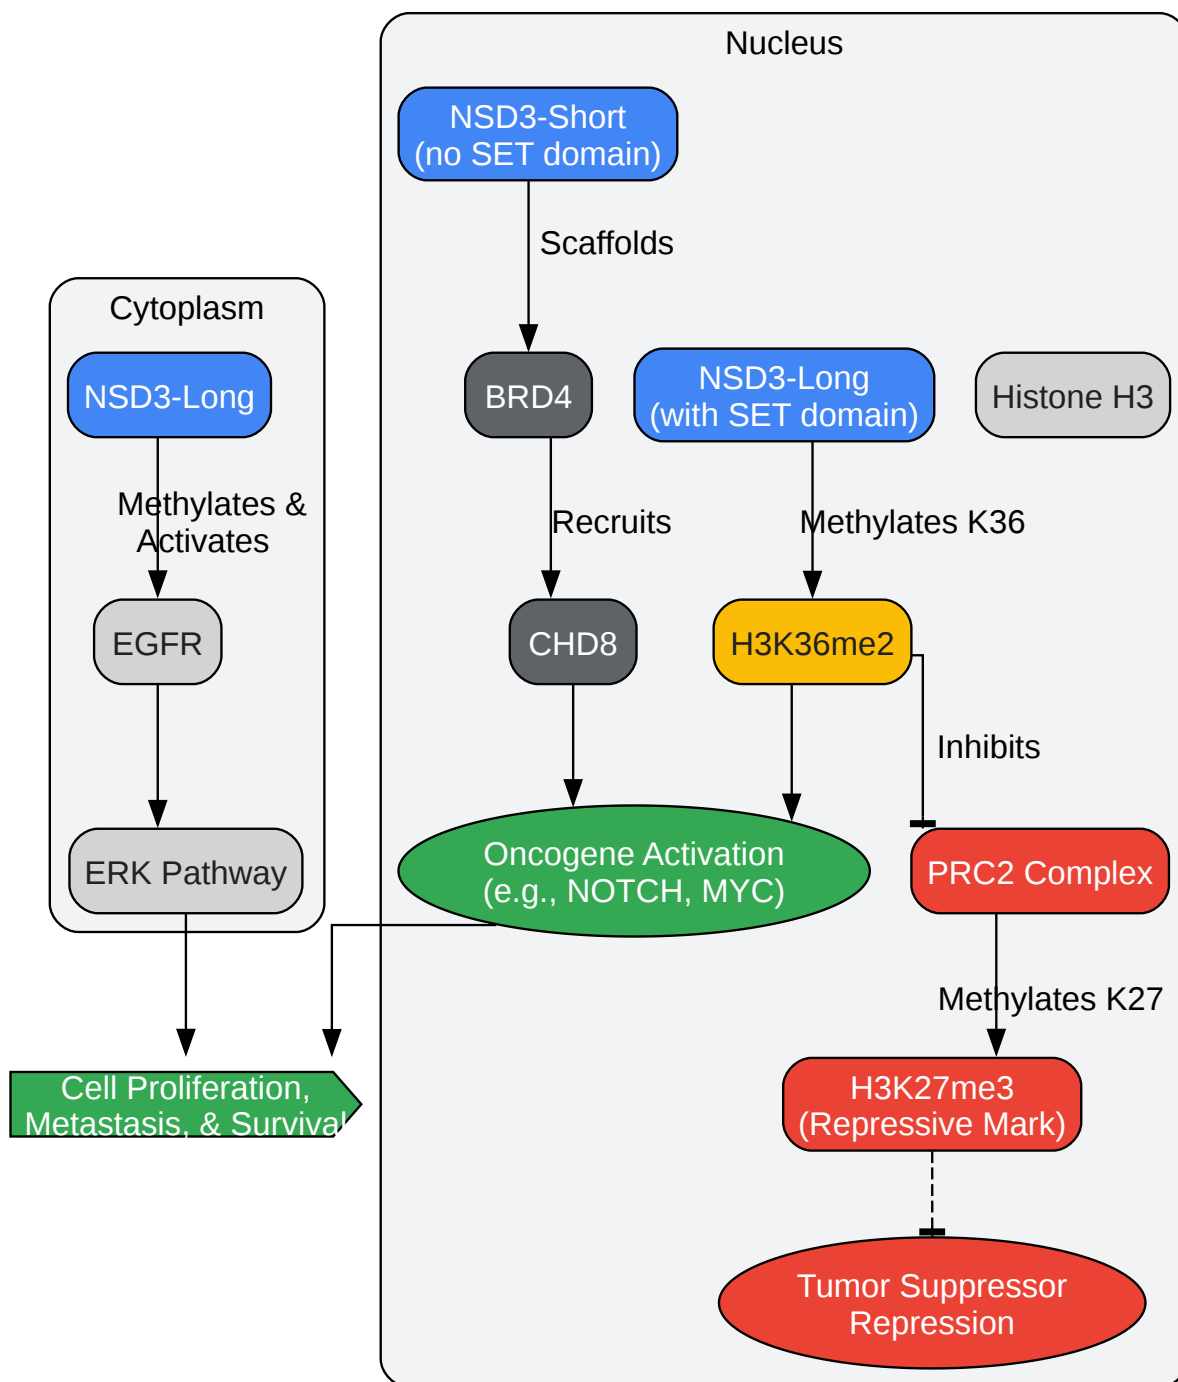 Nucleus
NSD3-Short
(no SET domain)
Scaffolds
Cytoplasm
NSD3-Long
BRD4
NSD3-Long
(with SET domain)
Histone H3
Methylates &
Activates
Recruits
Methylates K36
EGFR
CHD8
H3K36me2
Inhibits
ERK Pathway
Oncogene Activation
(e.g., NOTCH, MYC)
PRC2 Complex
Methylates K27
Cell Proliferation,
Metastasis, & Survival
H3K27me3
(Repressive Mark)
Tumor Suppressor
Repression